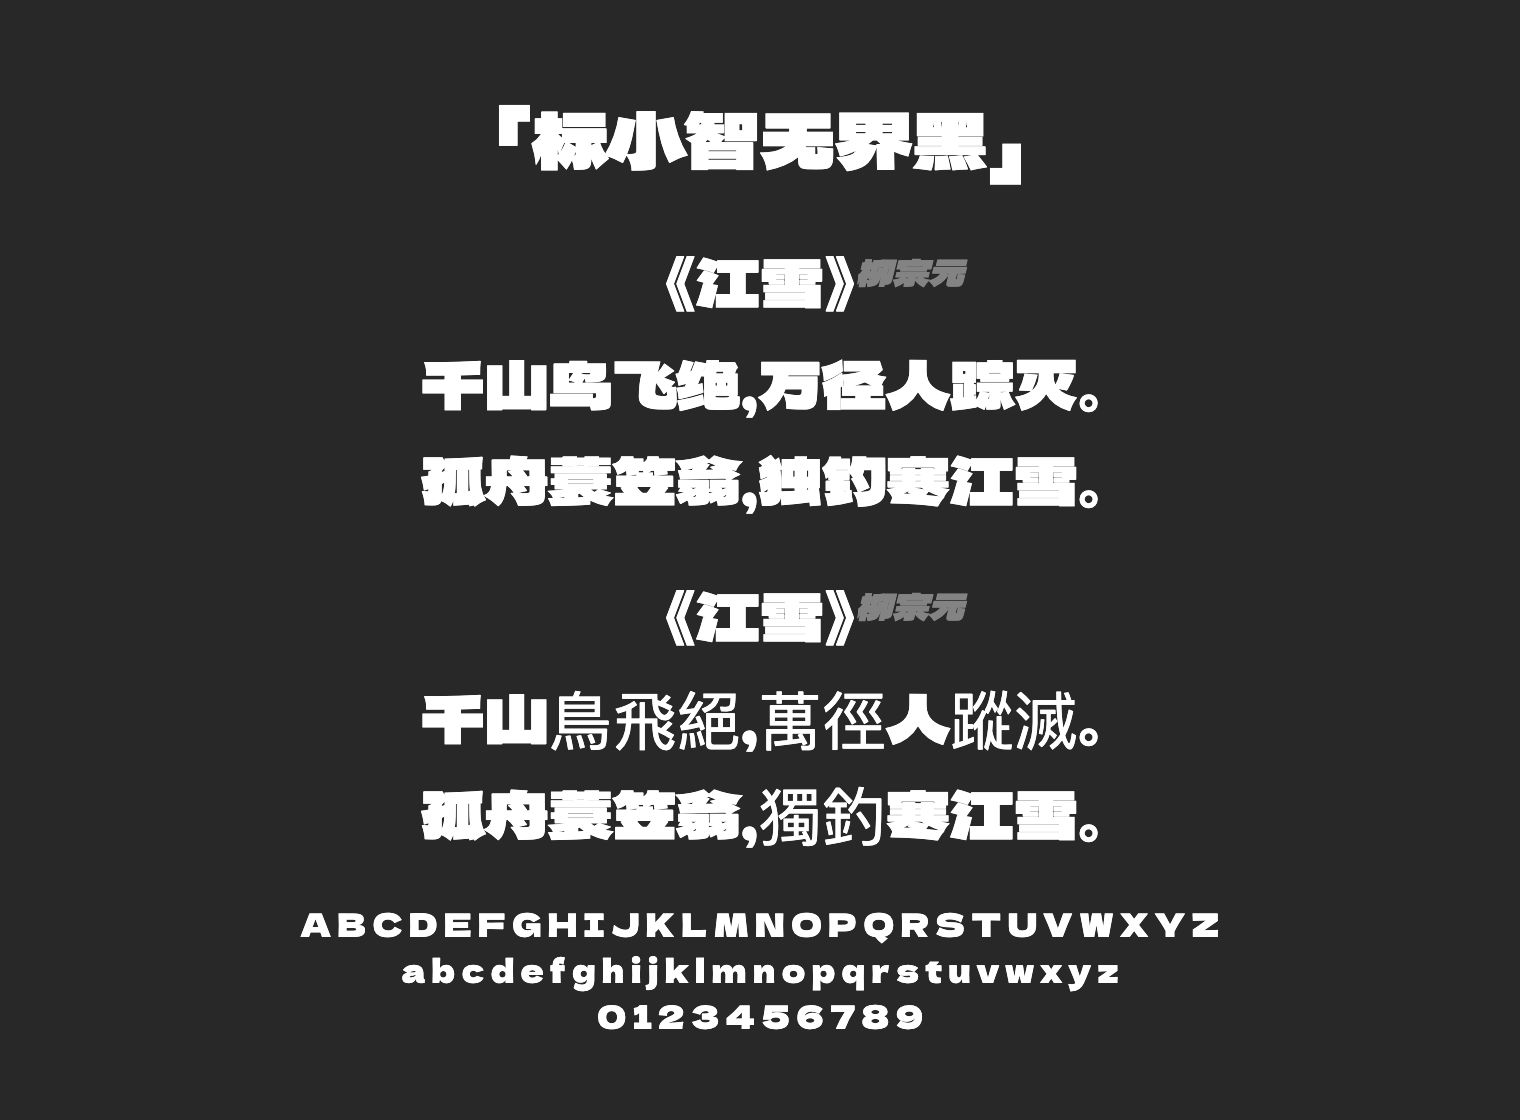 「标小智无界黑」
《江雪》柳宗元
千山鸟飞绝,万径人踪灭。
孤舟蓑笠翁,独钓寒江雪。
《江雪》柳宗元
千山鳥飛絕,萬徑人蹤滅。
孤舟蓑笠翁,獨釣寒江雪。
ABCDEFGHIJKLMNOPQRSTUVWXYZ
abcdefghijklmnopqrstuvwxyz
0123456789